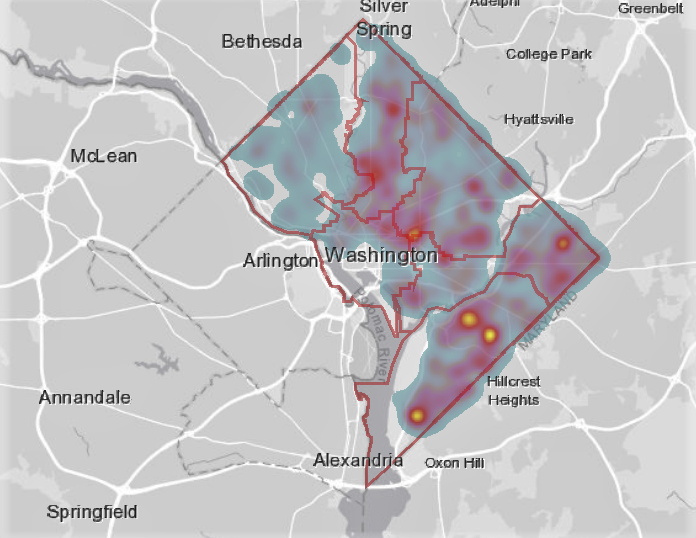 Silver
Spring
Adelphi
Greenbelt
Bethesda
College Park
Hyattsville
McLean
Arlington
Washington
Potomac River
MARYLAND
Hillcrest
Heights
Annandale
Alexandria
Oxon Hill
Springfield